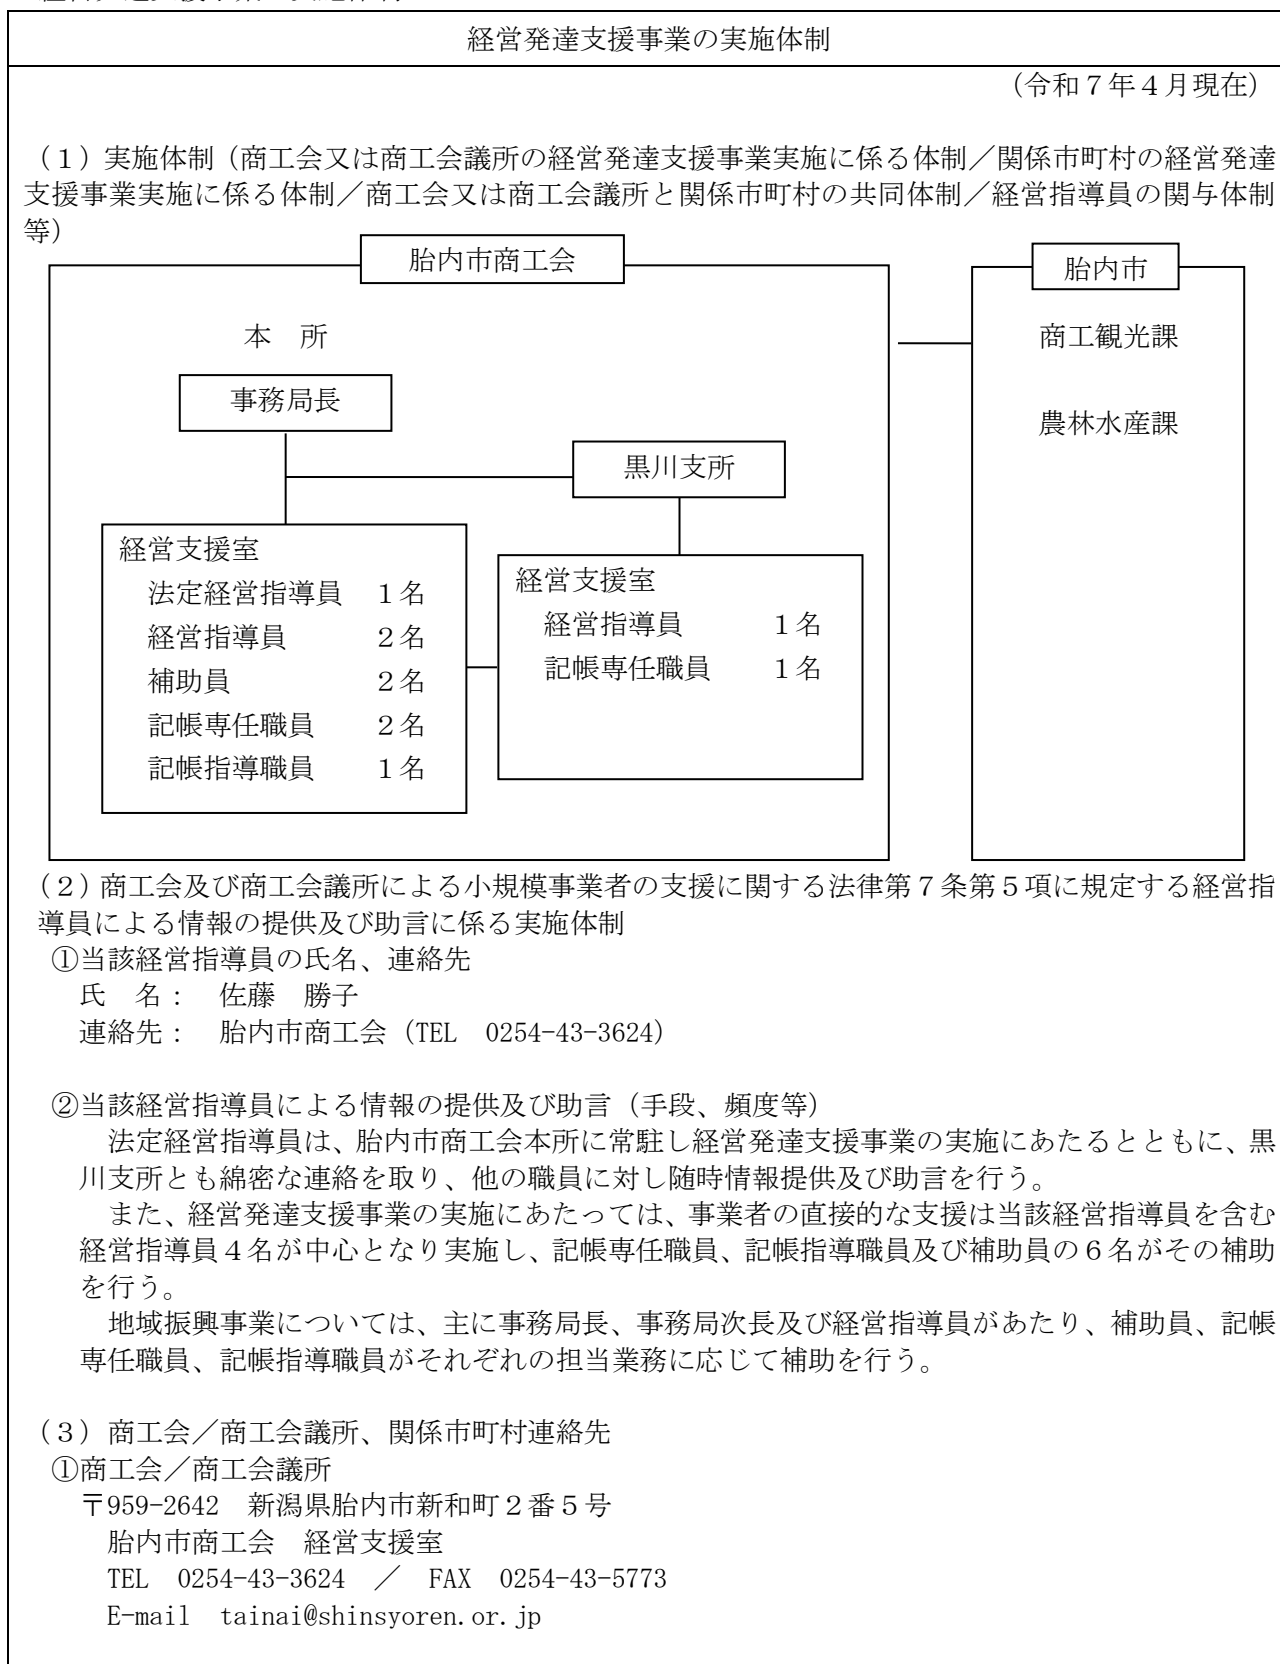 経営発達支援事業の実施体制
（令和７年４月現在）
（１）実施体制（商工会又は商工会議所の経営発達支援事業実施に係る体制／関係市町村の経営発達
支援事業実施に係る体制／商工会又は商工会議所と関係市町村の共同体制／経営指導員の関与体制
等）
胎内市商工会
本　所
事務局長
黒川支所
経営支援室
法定経営指導員　１名
経営指導員　２名
補助員　２名
記帳専任職員　２名
記帳指導職員　１名
経営支援室
経営指導員　１名
記帳専任職員　１名
胎内市
商工観光課
農林水産課
（２）商工会及び商工会議所による小規模事業者の支援に関する法律第７条第５項に規定する経営指
導員による情報の提供及び助言に係る実施体制
①当該経営指導員の氏名、連絡先
氏　名：　佐藤　勝子
連絡先：　胎内市商工会（TEL　0254-43-3624）
②当該経営指導員による情報の提供及び助言（手段、頻度等）
法定経営指導員は、胎内市商工会本所に常駐し経営発達支援事業の実施にあたるとともに、黒
川支所とも綿密な連絡を取り、他の職員に対し随時情報提供及び助言を行う。
また、経営発達支援事業の実施にあたっては、事業者の直接的な支援は当該経営指導員を含む
経営指導員４名が中心となり実施し、記帳専任職員、記帳指導職員及び補助員の６名がその補助
を行う。
地域振興事業については、主に事務局長、事務局次長及び経営指導員があたり、補助員、記帳
専任職員、記帳指導職員がそれぞれの担当業務に応じて補助を行う。
（３）商工会／商工会議所、関係市町村連絡先
①商工会／商工会議所
〒959-2642　新潟県胎内市新和町２番５号
胎内市商工会　経営支援室
TEL　0254-43-3624　／　FAX　0254-43-5773
E-mail　tainai@shinsyoren.or.jp